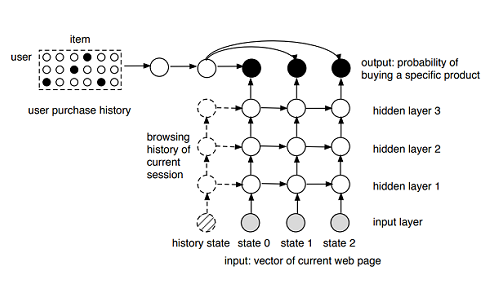 item
user
user purchase history
output: probability of
buying a specific product
browsing
history of
current
session
hidden layer 3
hidden layer 2
hidden layer 1
input layer
history state
state 0
state 1
state 2
input: vector of current web page